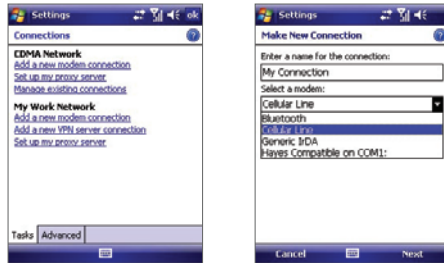 Settings
ok
Connections
CDMA Network
Add a new modem connection
Set up my proxy server
Manage existing connections
My Work Network
Add a new modem connection
Add a new VPN server connection
Set up my proxy server
Tasks Advanced
Settings
Make New Connection
Enter a name for the connection:
My Connection
Select a modem:
Cellular Line
Bluetooth
Cellular Line
Generic IrDA
Hayes Compatible on COM1:
Cancel Next